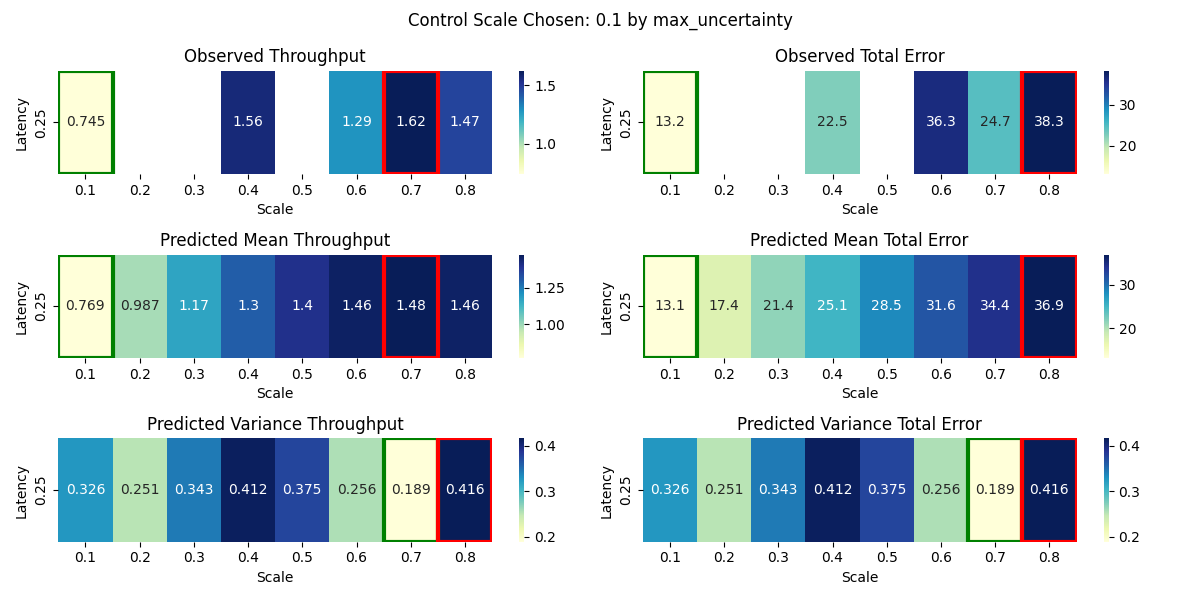 Control Scale Chosen: 0.1 by max_uncertainty
Observed Throughput
Latency
0.25
0.745 1.56 1.29 1.62 1.47
0.1 0.2 0.3 0.4 0.5 0.6 0.7 0.8
Scale
1.5
1.0
Observed Total Error
Latency
0.25
13.2 22.5 36.3 24.7 38.3
0.1 0.2 0.3 0.4 0.5 0.6 0.7 0.8
Scale
30
20
Predicted Mean Throughput
Latency
0.25
0.769 0.987 1.17 1.3 1.4 1.46 1.48 1.46
0.1 0.2 0.3 0.4 0.5 0.6 0.7 0.8
Scale
1.25
1.00
Predicted Mean Total Error
Latency
0.25
13.1 17.4 21.4 25.1 28.5 31.6 34.4 36.9
0.1 0.2 0.3 0.4 0.5 0.6 0.7 0.8
Scale
30
20
Predicted Variance Throughput
Latency
0.25
0.326 0.251 0.343 0.412 0.375 0.256 0.189 0.416
0.1 0.2 0.3 0.4 0.5 0.6 0.7 0.8
Scale
0.4
0.3
0.2
Predicted Variance Total Error
Latency
0.25
0.326 0.251 0.343 0.412 0.375 0.256 0.189 0.416
0.1 0.2 0.3 0.4 0.5 0.6 0.7 0.8
Scale
0.4
0.3
0.2